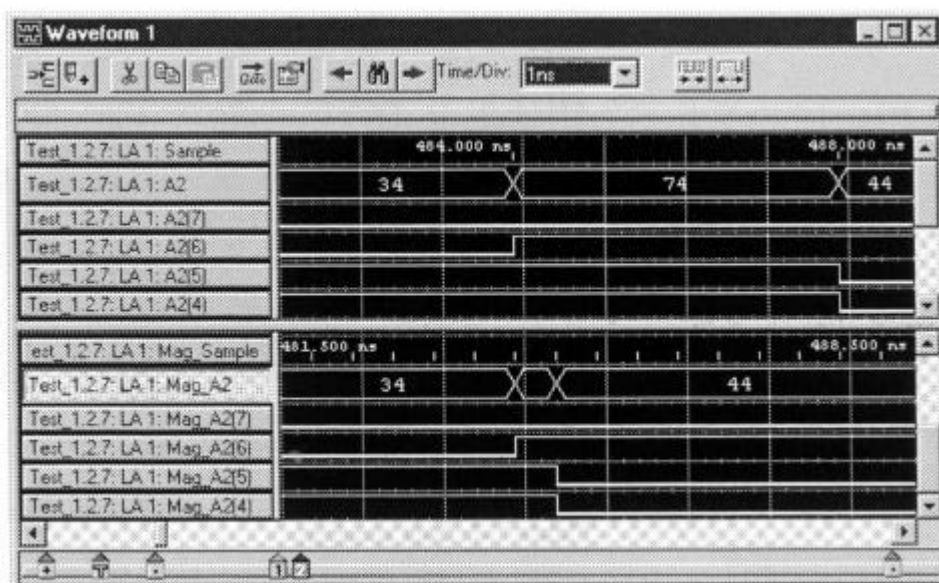 Waveform 1
Goto Time/Div: 1ns
Test_1.2.7: LA 1: Sample 484.000 ns 488.000 ns
Test_1.2.7: LA 1: A2 34 74 44
Test_1.2.7: LA 1: A2(7)
Test_1.2.7: LA 1: A2(6)
Test_1.2.7: LA 1: A2(5)
Test_1.2.7: LA 1: A2(4)
est_1.2.7: LA 1: Mag_Sample 481.500 ns 488.500 ns
Test_1.2.7: LA 1: Mag_A2 34 44
Test_1.2.7: LA 1: Mag_A2(7)
Test_1.2.7: LA 1: Mag_A2(6)
Test_1.2.7: LA 1: Mag_A2(5)
Test_1.2.7: LA 1: Mag_A2(4)
T 1 2